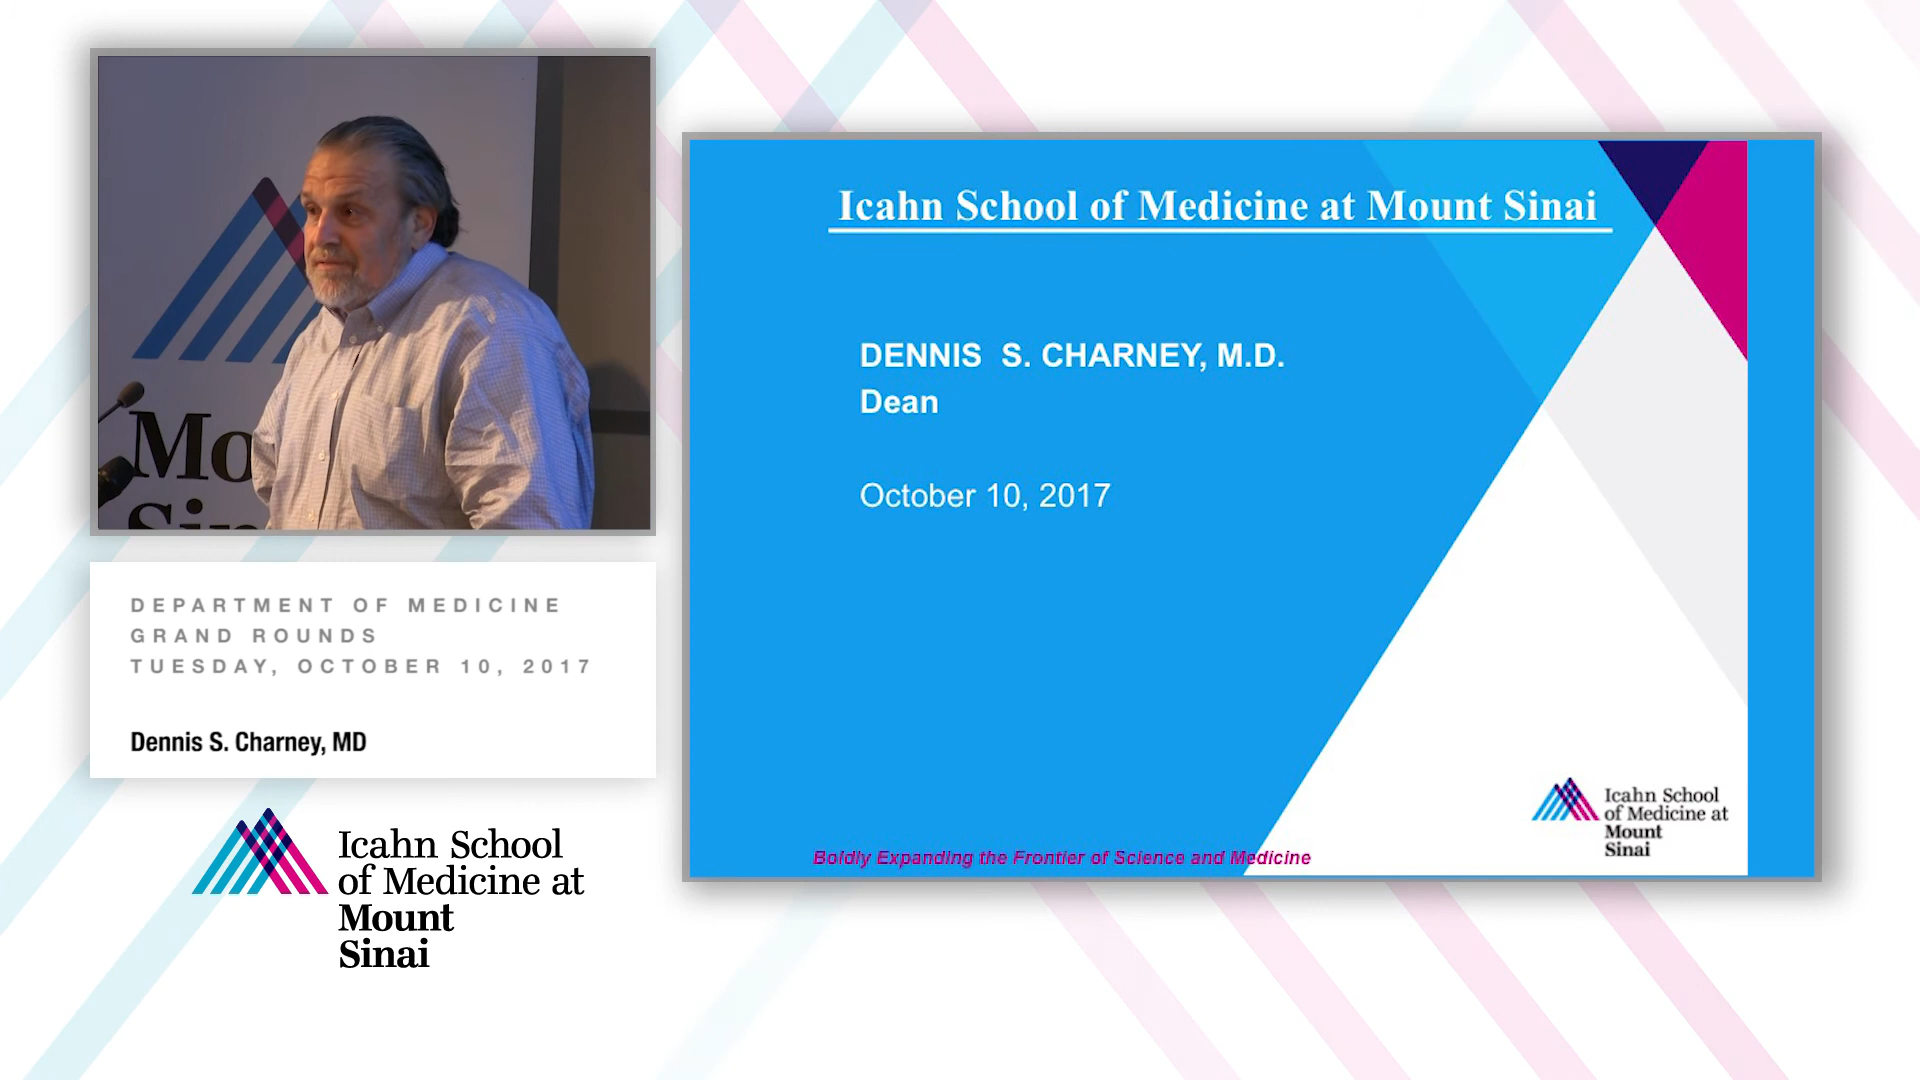 Mo
Sin
DEPARTMENT OF MEDICINE
GRAND ROUNDS
TUESDAY, OCTOBER 10, 2017
Dennis S. Charney, MD
Icahn School
of Medicine at
Mount
Sinai
Icahn School of Medicine at Mount Sinai
DENNIS S. CHARNEY, M.D.
Dean
October 10, 2017
Boldly Expanding the Frontier of Science and Medicine
Icahn School
of Medicine at
Mount
Sinai